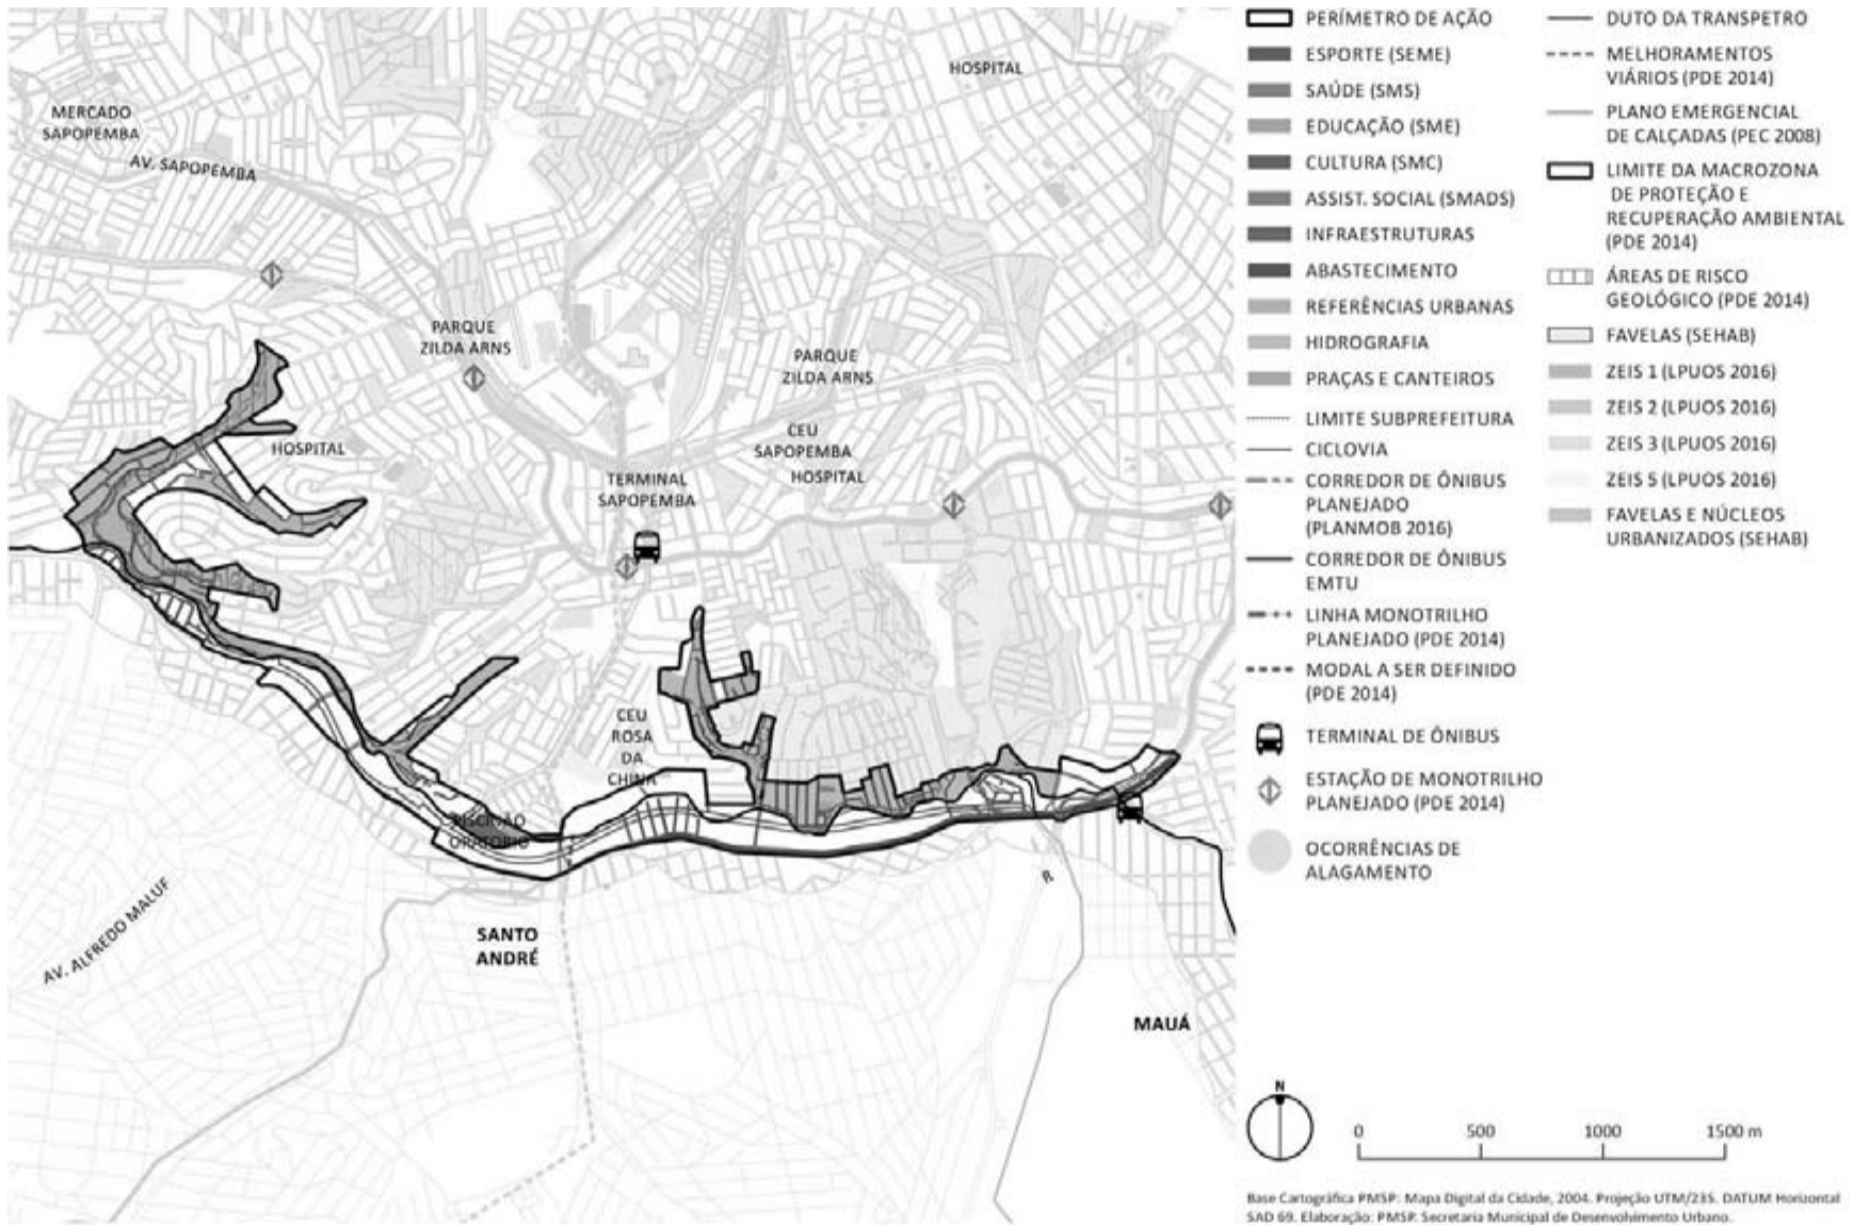 HOSPITAL
MERCADO
SAPOPEMBA
AV. SAPOPEMBA
PARQUE
ZILDA ARNS
PARQUE
ZILDA ARNS
HOSPITAL
CEU
SAPOPEMBA
HOSPITAL
TERMINAL
SAPOPEMBA
CEU
ROSA
DA
CHINA
ORATÓRIO
R
AV. ALFREDO MALUF
SANTO
ANDRÉ
MAUÁ
PERÍMETRO DE AÇÃO
ESPORTE (SEME)
SAÚDE (SMS)
EDUCAÇÃO (SME)
CULTURA (SMC)
ASSIST. SOCIAL (SMADS)
INFRAESTRUTURAS
ABASTECIMENTO
REFERÊNCIAS URBANAS
HIDROGRAFIA
PRAÇAS E CANTEIROS
LIMITE SUBPREFEITURA
CICLOVIA
CORREDOR DE ÔNIBUS
PLANEJADO
(PLANMOB 2016)
CORREDOR DE ÔNIBUS
EMTU
LINHA MONOTRILHO
PLANEJADO (PDE 2014)
MODAL A SER DEFINIDO
(PDE 2014)
TERMINAL DE ÔNIBUS
ESTAÇÃO DE MONOTRILHO
PLANEJADO (PDE 2014)
OCORRÊNCIAS DE
ALAGAMENTO
DUTO DA TRANSPETRO
MELHORAMENTOS
VIÁRIOS (PDE 2014)
PLANO EMERGENCIAL
DE CALÇADAS (PEC 2008)
LIMITE DA MACROZONA
DE PROTEÇÃO E
RECUPERAÇÃO AMBIENTAL
(PDE 2014)
ÁREAS DE RISCO
GEOLÓGICO (PDE 2014)
FAVELAS (SEHAB)
ZEIS 1 (LPUOS 2016)
ZEIS 2 (LPUOS 2016)
ZEIS 3 (LPUOS 2016)
ZEIS 5 (LPUOS 2016)
FAVELAS E NÚCLEOS
URBANIZADOS (SEHAB)
N
0 500 1000 1500 m
Base Cartográfica PMSP: Mapa Digital da Cidade, 2004. Projeção UTM/23S. DATUM Horizontal
SAD 69. Elaboração: PMSP. Secretaria Municipal de Desenvolvimento Urbano.